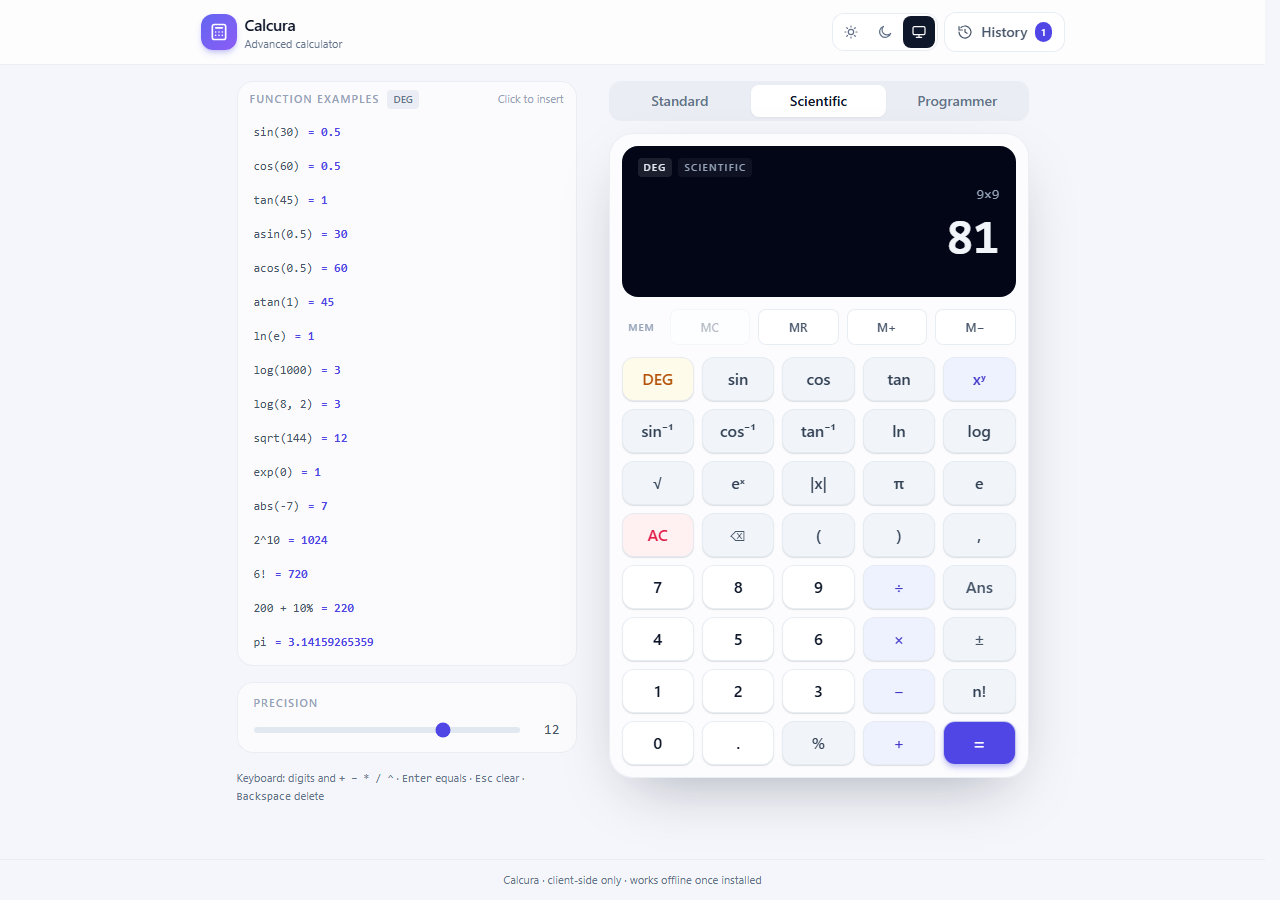 Calcura
Advanced calculator
History 1
FUNCTION EXAMPLES DEG Click to insert
sin(30) = 0.5
cos(60) = 0.5
tan(45) = 1
asin(0.5) = 30
acos(0.5) = 60
atan(1) = 45
ln(e) = 1
log(1000) = 3
log(8, 2) = 3
sqrt(144) = 12
exp(0) = 1
abs(-7) = 7
2^10 = 1024
6! = 720
200 + 10% = 220
pi = 3.14159265359
PRECISION
12
Keyboard: digits and + − * / ^ · Enter equals · Esc clear ·
Backspace delete
Standard Scientific Programmer
DEG SCIENTIFIC
9×9
81
MEM MC MR M+ M−
DEG sin cos tan xʸ
sin⁻¹ cos⁻¹ tan⁻¹ ln log
√ eˣ |x| π e
AC ⌫ ( ) ,
7 8 9 ÷ Ans
4 5 6 × ±
1 2 3 − n!
0 . % + =
Calcura · client-side only · works offline once installed